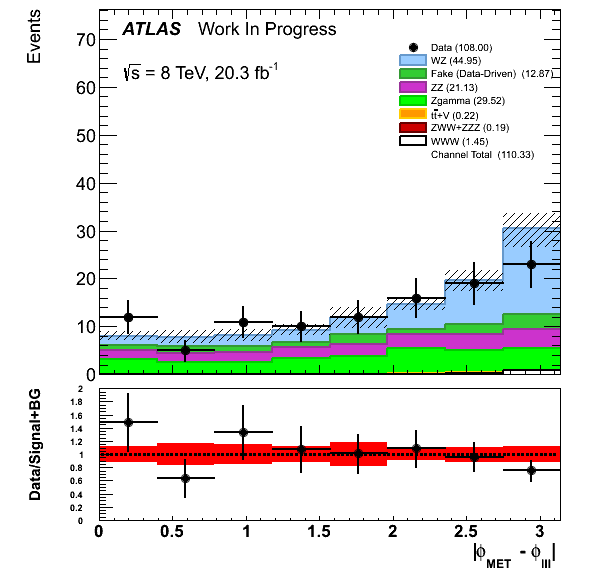 Events
70
60
50
40
30
20
10
0
ATLAS Work In Progress
√s = 8 TeV, 20.3 fb⁻¹
Data (108.00)
WZ (44.95)
Fake (Data-Driven) (12.87)
ZZ (21.13)
Zgamma (29.52)
tt̄+V (0.22)
ZWW+ZZZ (0.19)
WWW (1.45)
Channel Total (110.33)
Data/Signal+BG
2
1.8
1.6
1.4
1.2
1
0.8
0.6
0.4
0.2
0
0 0.5 1 1.5 2 2.5 3
|ϕ_MET - ϕ_lll|